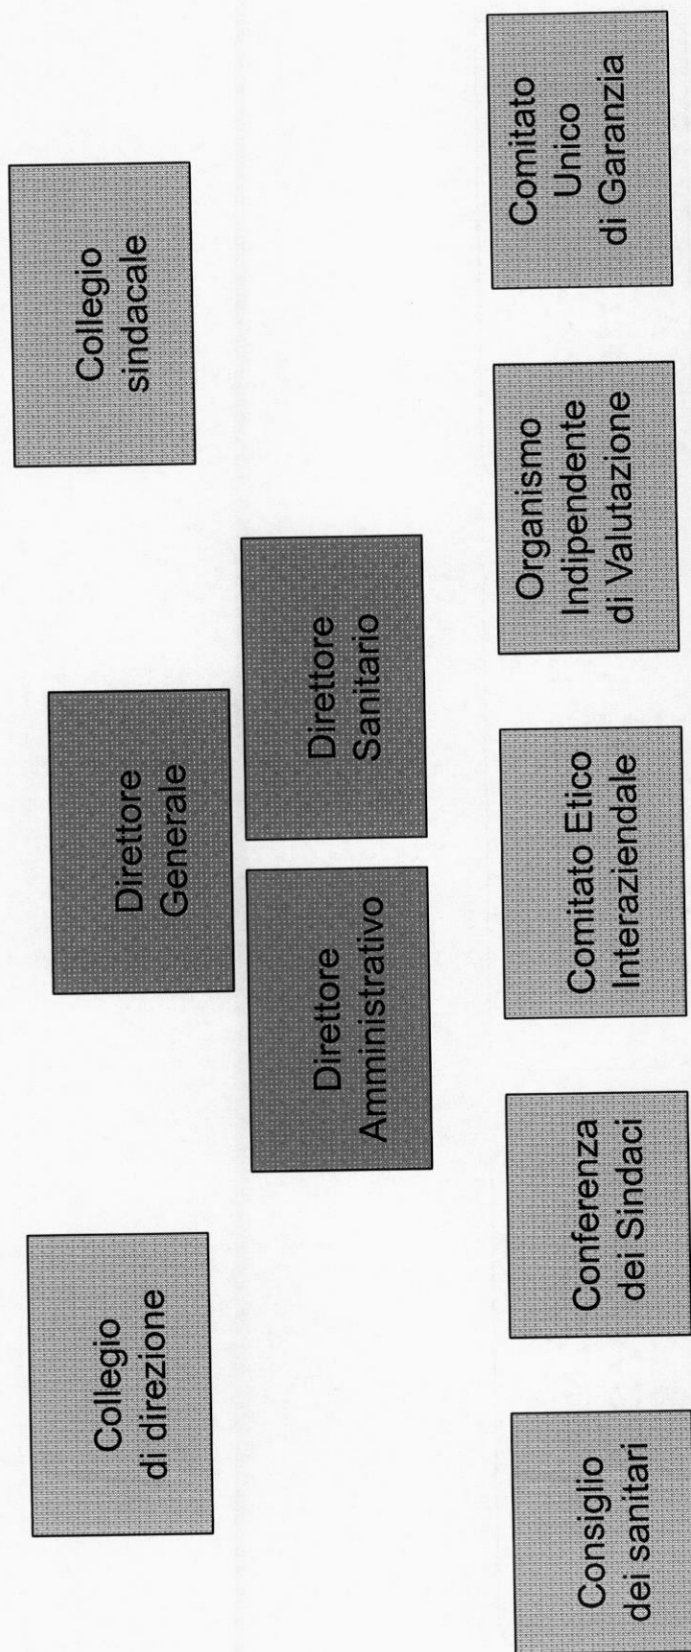 Collegio
di direzione
Direttore
Generale
Collegio
sindacale
Direttore
Amministrativo
Direttore
Sanitario
Consiglio
dei sanitari
Conferenza
dei Sindaci
Comitato Etico
Interaziendale
Organismo
Indipendente
di Valutazione
Comitato
Unico
di Garanzia